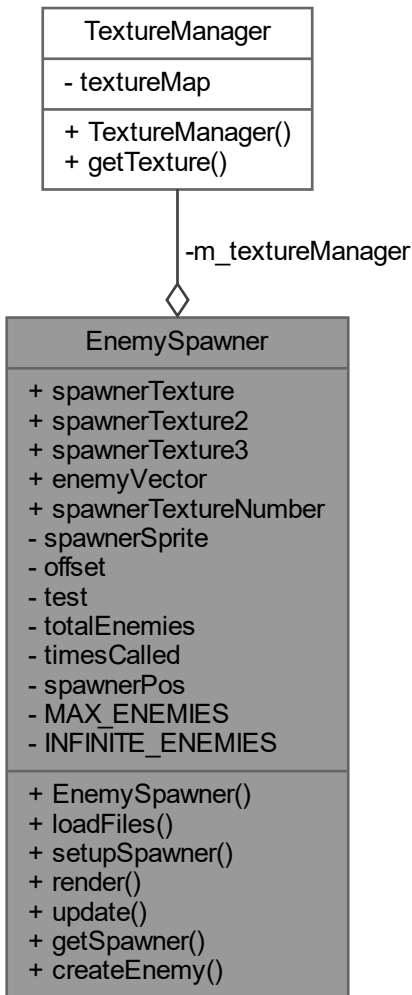 TextureManager
- textureMap
+ TextureManager()
+ getTexture()
-m_textureManager
EnemySpawner
+ spawnerTexture
+ spawnerTexture2
+ spawnerTexture3
+ enemyVector
+ spawnerTextureNumber
- spawnerSprite
- offset
- test
- totalEnemies
- timesCalled
- spawnerPos
- MAX_ENEMIES
- INFINITE_ENEMIES
+ EnemySpawner()
+ loadFiles()
+ setupSpawner()
+ render()
+ update()
+ getSpawner()
+ createEnemy()